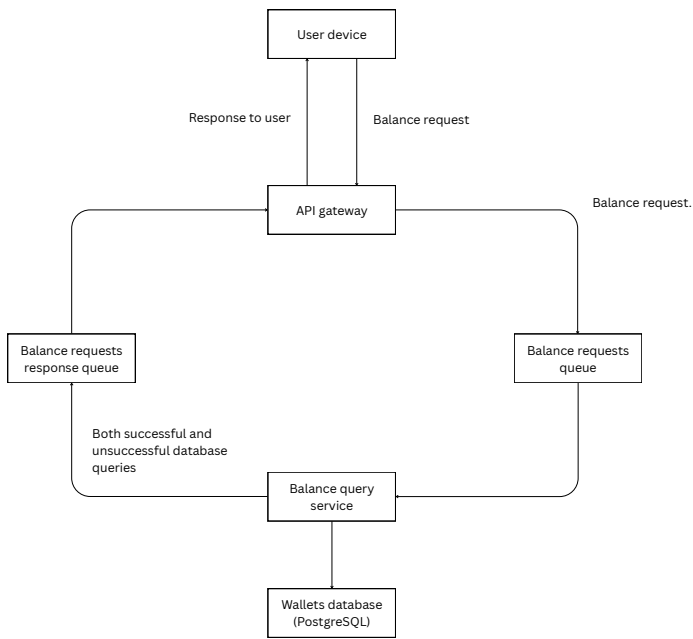 User device
Response to user
Balance request
API gateway
Balance request.
Balance requests
response queue
Balance requests
queue
Both successful and
unsuccessful database
queries
Balance query
service
Wallets database
(PostgreSQL)